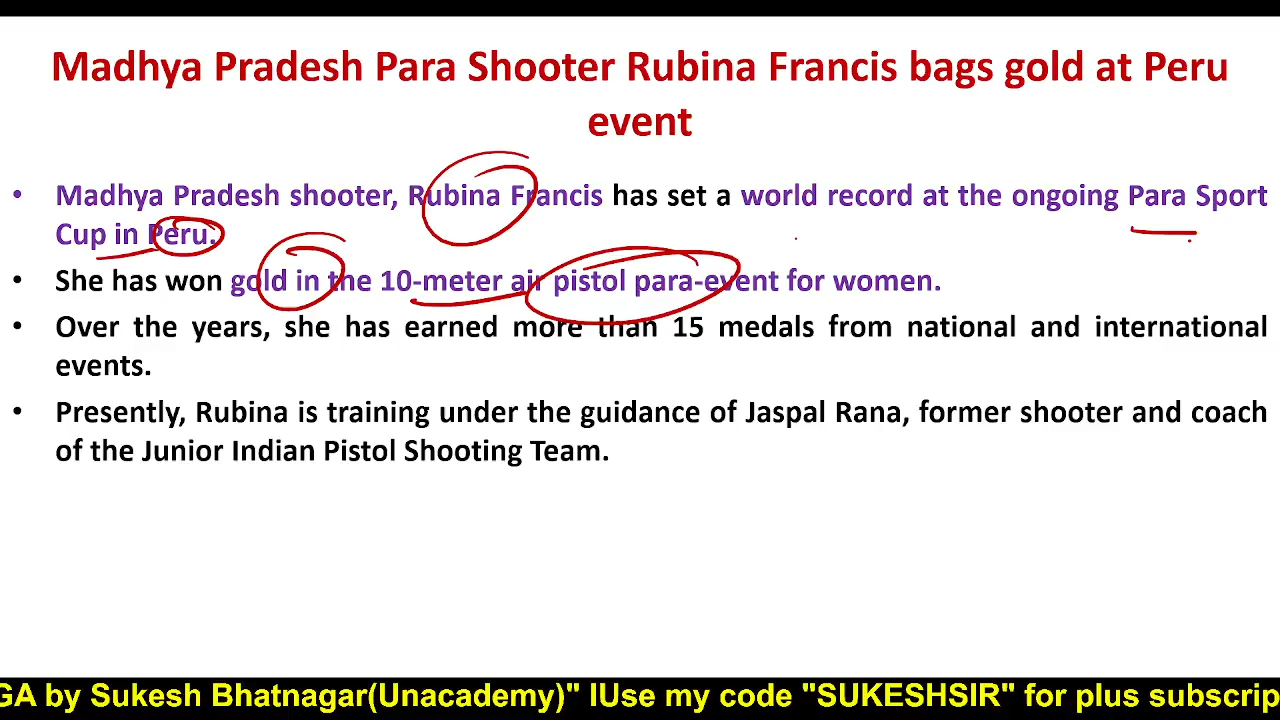 Madhya Pradesh Para Shooter Rubina Francis bags gold at Peru
event
• Madhya Pradesh shooter, Rubina Francis has set a world record at the ongoing Para Sport
Cup in Peru.
• She has won gold in the 10-meter air pistol para-event for women.
• Over the years, she has earned more than 15 medals from national and international
events.
• Presently, Rubina is training under the guidance of Jaspal Rana, former shooter and coach
of the Junior Indian Pistol Shooting Team.
GA by Sukesh Bhatnagar(Unacademy)" IUse my code "SUKESHSIR" for plus subscrip